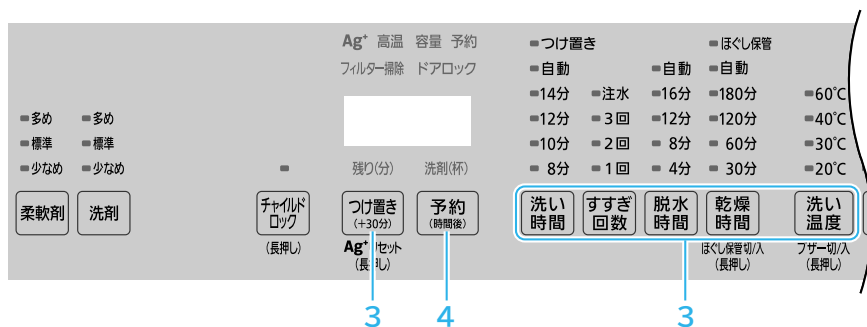 Ag⁺ 高温 容量 予約
フィルター掃除 ドアロック
つけ置き
ほぐし保管
自動
自動
自動
14分
注水
16分
180分
60℃
多め
多め
12分
3回
12分
120分
40℃
標準
標準
10分
2回
8分
60分
30℃
少なめ
少なめ
残り(分)
洗剤(杯)
8分
1回
4分
30分
20℃
柔軟剤
洗剤
チャイルド
ロック
(長押し)
つけ置き
(+30分)
Ag⁺リセット
(長押し)
予約
(時間後)
洗い
時間
すすぎ
回数
脱水
時間
乾燥
時間
ほぐし保管切/入
(長押し)
洗い
温度
ブザー切/入
(長押し)
3
4
3